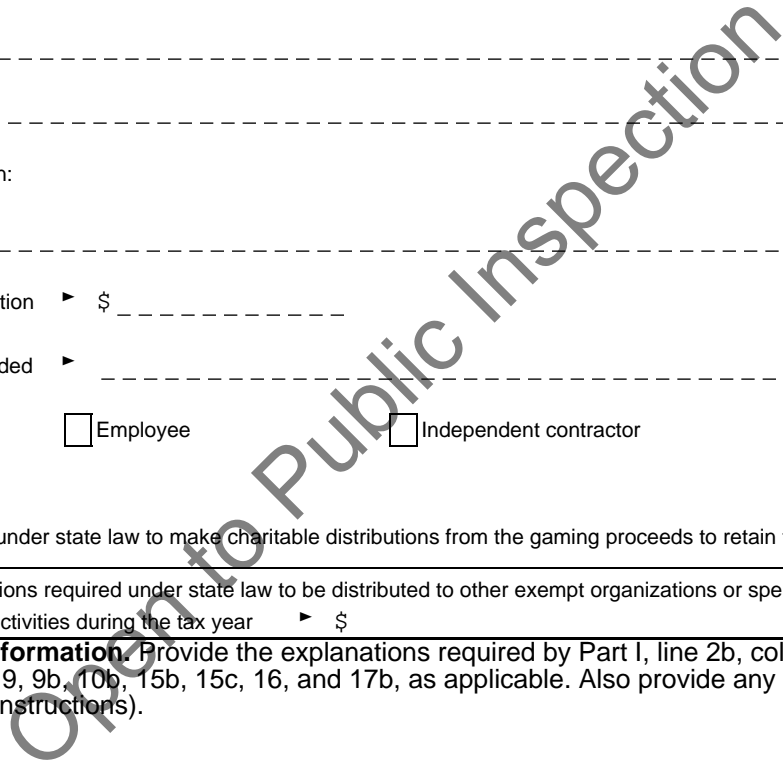 n:
tion ► $
ded ►
Employee Independent contractor
under state law to make charitable distributions from the gaming proceeds to retain
ions required under state law to be distributed to other exempt organizations or spe
ctivities during the tax year ► $
formation. Provide the explanations required by Part I, line 2b, col
9, 9b, 10b, 15b, 15c, 16, and 17b, as applicable. Also provide any
nstructions).
Open to Public Inspection